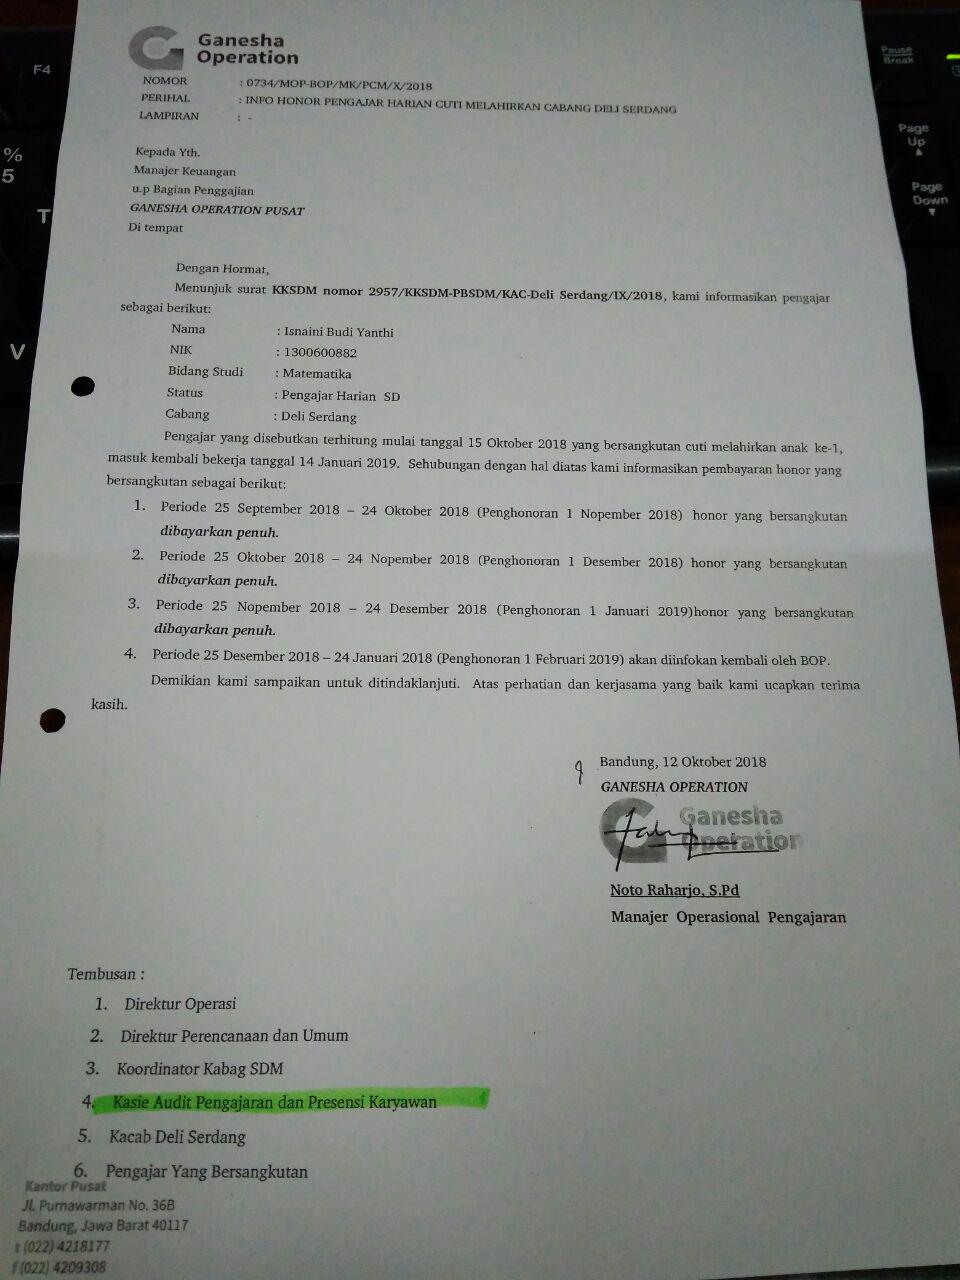 Ganesha
Operation
NOMOR : 0734/MOP-BOP/MK/PCM/X/2018
PERIHAL : INFO HONOR PENGAJAR HARIAN CUTI MELAHIRKAN CABANG DELI SERDANG
LAMPIRAN : -
Kepada Yth.
Manajer Keuangan
u.p Bagian Penggajian
GANESHA OPERATION PUSAT
Di tempat
Dengan Hormat,
Menunjuk surat KKSDM nomor 2957/KKSDM-PBSDM/KAC-Deli Serdang/IX/2018, kami informasikan pengajar
sebagai berikut:
Nama : Isnaini Budi Yanthi
NIK : 1300600882
Bidang Studi : Matematika
Status : Pengajar Harian SD
Cabang : Deli Serdang
Pengajar yang disebutkan terhitung mulai tanggal 15 Oktober 2018 yang bersangkutan cuti melahirkan anak ke-1,
masuk kembali bekerja tanggal 14 Januari 2019. Sehubungan dengan hal diatas kami informasikan pembayaran honor yang
bersangkutan sebagai berikut:
1. Periode 25 September 2018 – 24 Oktober 2018 (Penghonoran 1 Nopember 2018) honor yang bersangkutan
dibayarkan penuh.
2. Periode 25 Oktober 2018 – 24 Nopember 2018 (Penghonoran 1 Desember 2018) honor yang bersangkutan
dibayarkan penuh.
3. Periode 25 Nopember 2018 – 24 Desember 2018 (Penghonoran 1 Januari 2019)honor yang bersangkutan
dibayarkan penuh.
4. Periode 25 Desember 2018 – 24 Januari 2018 (Penghonoran 1 Februari 2019) akan diinfokan kembali oleh BOP.
Demikian kami sampaikan untuk ditindaklanjuti. Atas perhatian dan kerjasama yang baik kami ucapkan terima
kasih.
Bandung, 12 Oktober 2018
GANESHA OPERATION
Ganesha
Operation
Noto Raharjo, S.Pd
Manajer Operasional Pengajaran
Tembusan :
1. Direktur Operasi
2. Direktur Perencanaan dan Umum
3. Koordinator Kabag SDM
4. Kasie Audit Pengajaran dan Presensi Karyawan
5. Kacab Deli Serdang
6. Pengajar Yang Bersangkutan
Kantor Pusat
Jl. Purnawarman No. 36B
Bandung, Jawa Barat 40117
t (022) 4218177
f (022) 4209308
F4
%
5
T
V
Pause
Break
Page
Up
Page
Down